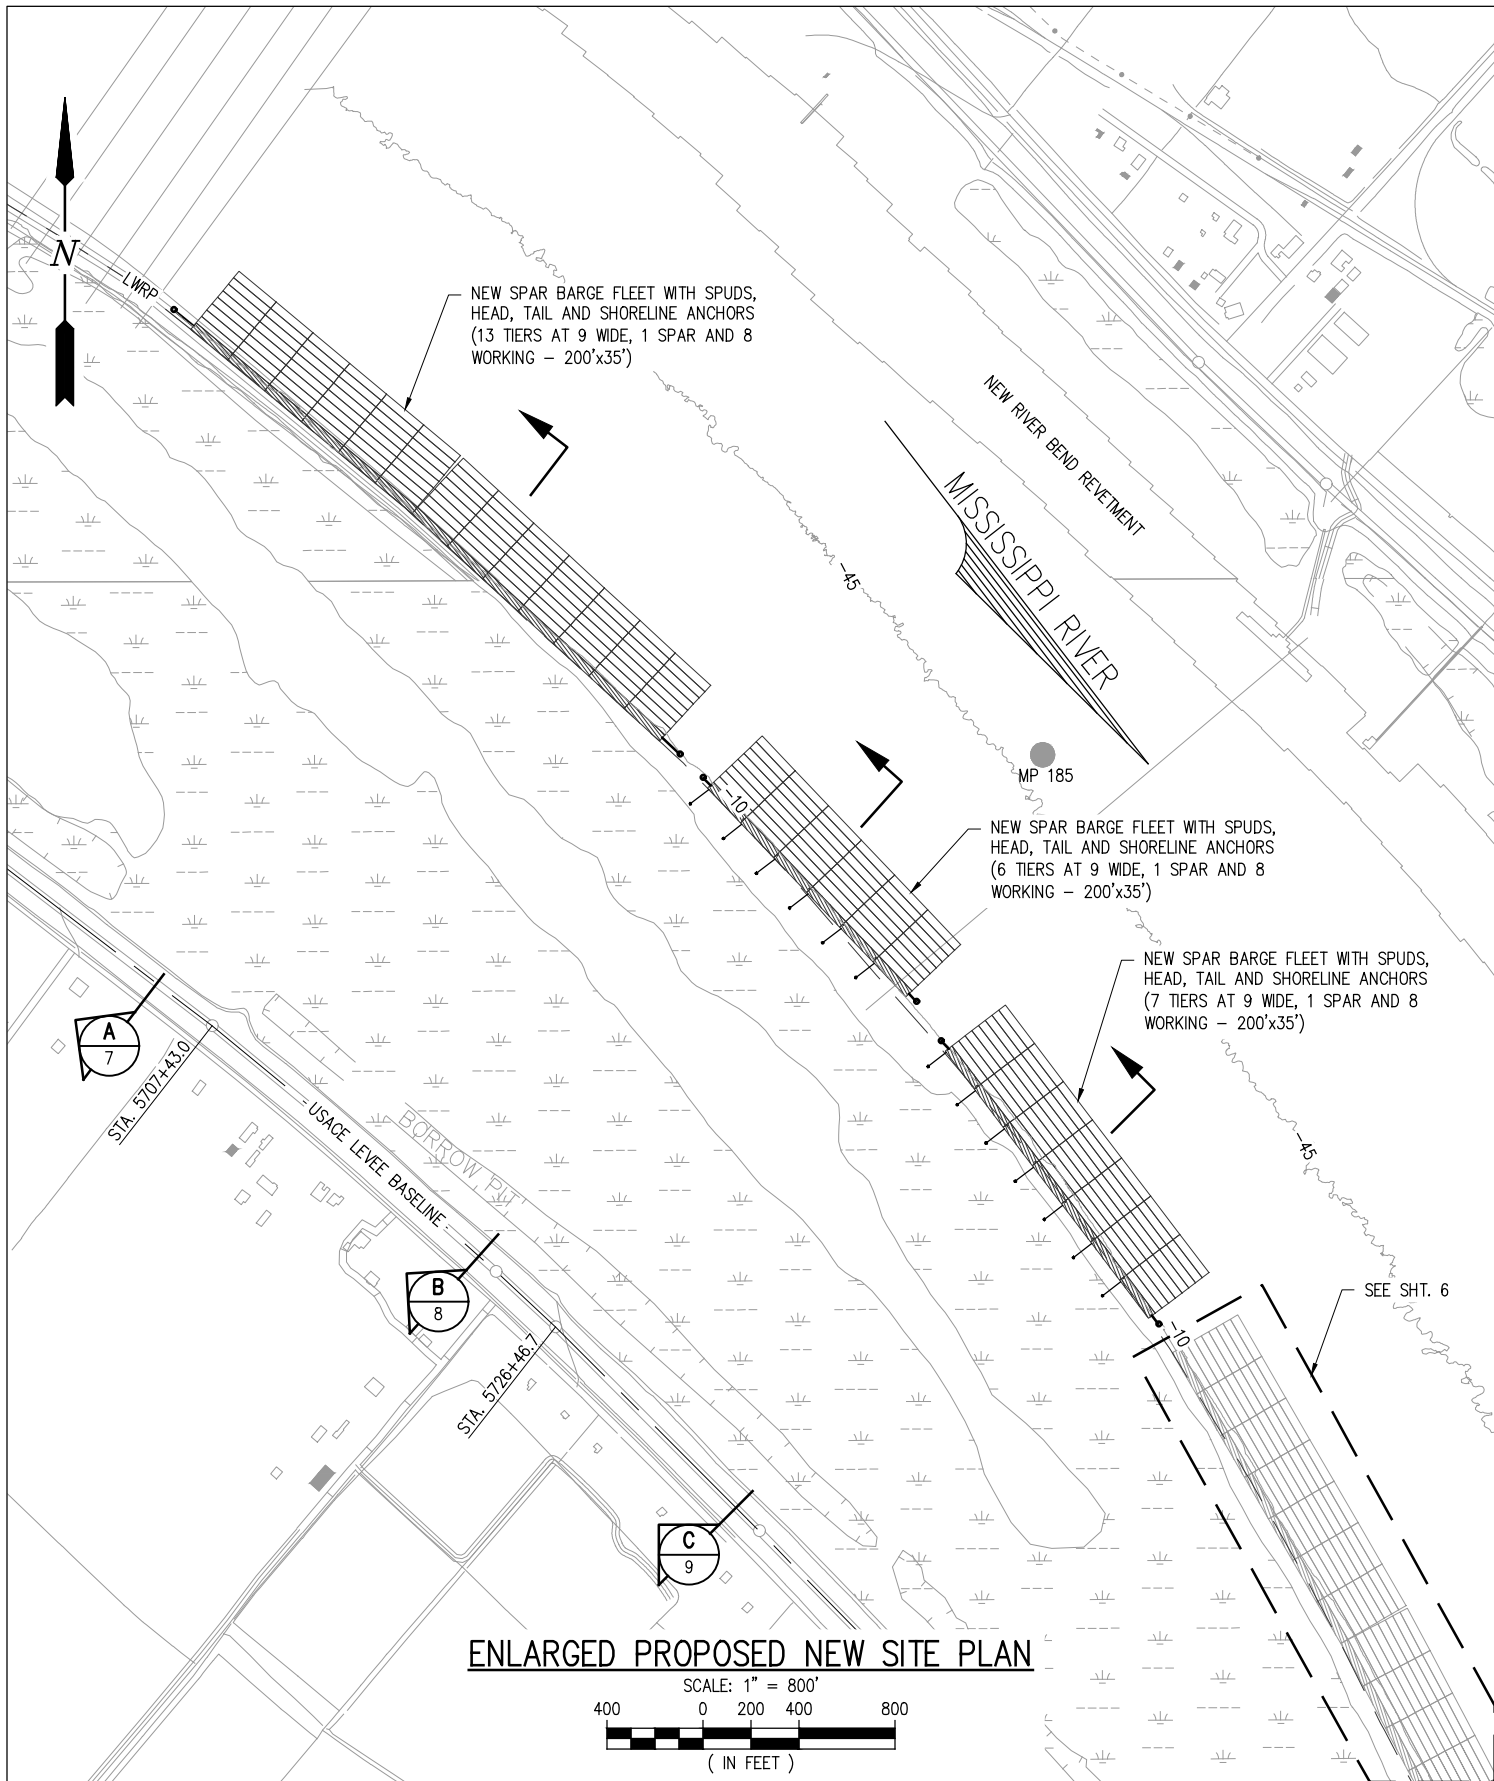 N
LWRP
NEW SPAR BARGE FLEET WITH SPUDS,
HEAD, TAIL AND SHORELINE ANCHORS
(13 TIERS AT 9 WIDE, 1 SPAR AND 8
WORKING – 200'x35')
NEW RIVER BEND REVETMENT
MISSISSIPPI RIVER
-45
MP 185
-10
NEW SPAR BARGE FLEET WITH SPUDS,
HEAD, TAIL AND SHORELINE ANCHORS
(6 TIERS AT 9 WIDE, 1 SPAR AND 8
WORKING – 200'x35')
NEW SPAR BARGE FLEET WITH SPUDS,
HEAD, TAIL AND SHORELINE ANCHORS
(7 TIERS AT 9 WIDE, 1 SPAR AND 8
WORKING – 200'x35')
A
7
STA. 5707+43.0
USACE LEVEE BASELINE
BORROW PIT
-45
B
8
STA. 5726+46.7
SEE SHT. 6
-10
C
9
ENLARGED PROPOSED NEW SITE PLAN
SCALE: 1" = 800'
400 0 200 400 800
( IN FEET )